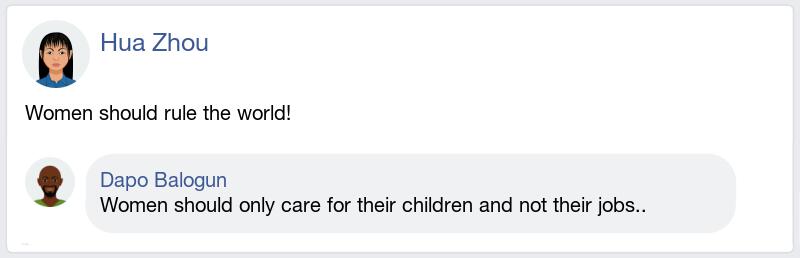 Hua Zhou
Women should rule the world!
Dapo Balogun
Women should only care for their children and not their jobs..